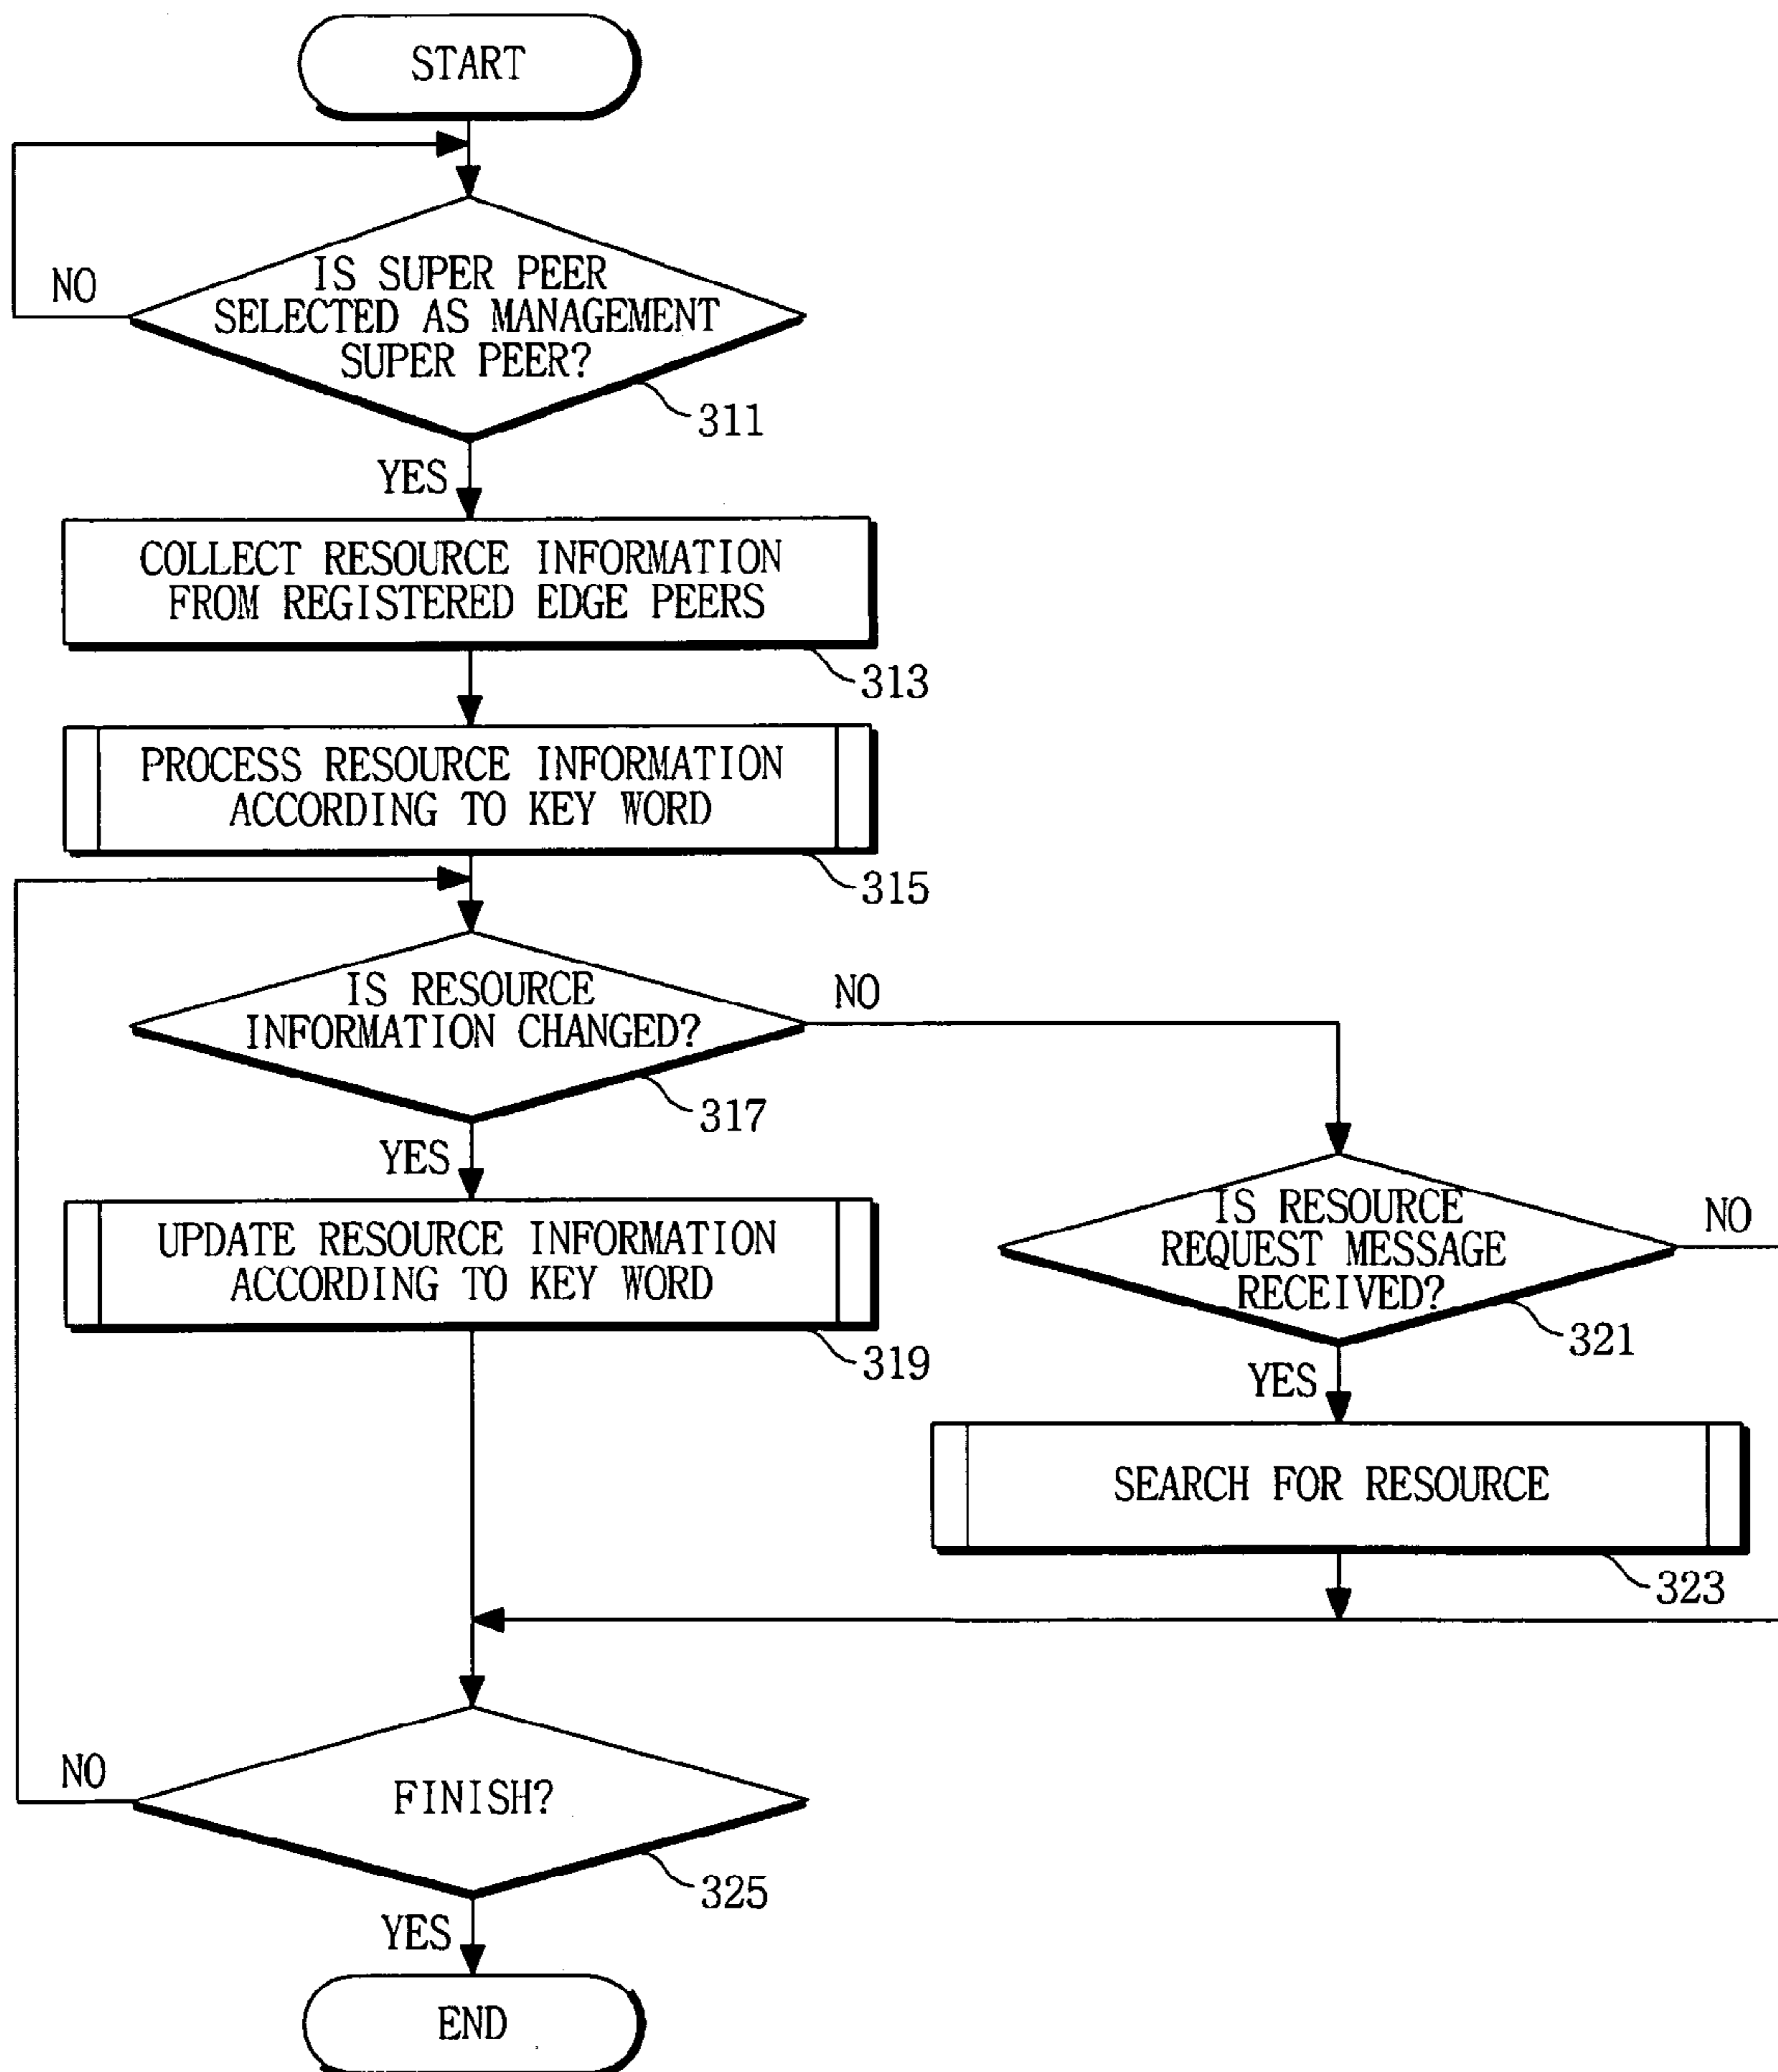 START
NO
IS SUPER PEER
SELECTED AS MANAGEMENT
SUPER PEER?
311
YES
COLLECT RESOURCE INFORMATION
FROM REGISTERED EDGE PEERS
313
PROCESS RESOURCE INFORMATION
ACCORDING TO KEY WORD
315
IS RESOURCE
INFORMATION CHANGED?
NO
317
YES
UPDATE RESOURCE INFORMATION
ACCORDING TO KEY WORD
319
IS RESOURCE
REQUEST MESSAGE
RECEIVED?
NO
321
YES
SEARCH FOR RESOURCE
323
NO
FINISH?
325
YES
END